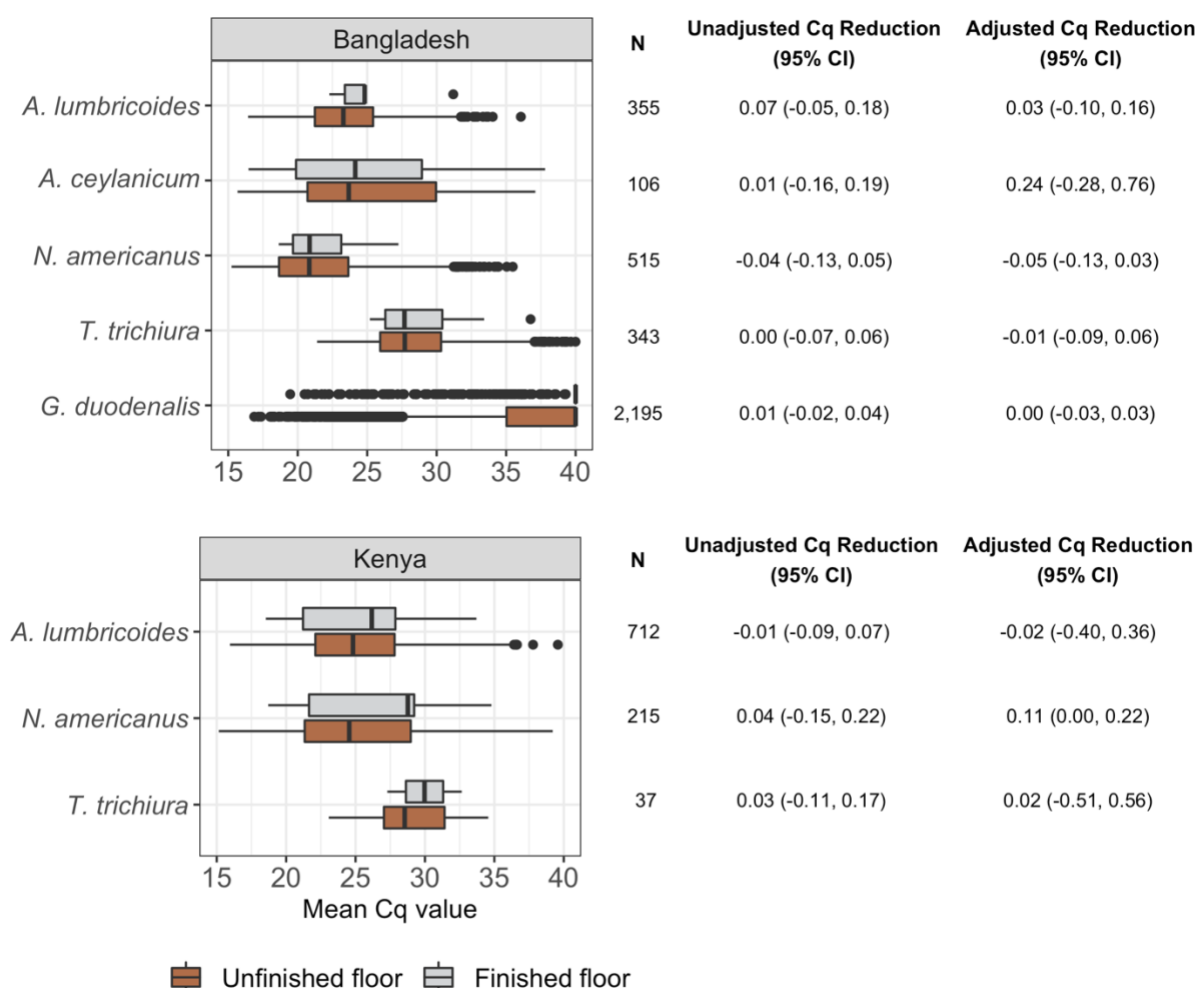 Bangladesh
N
Unadjusted Cq Reduction (95% CI)
Adjusted Cq Reduction (95% CI)
A. lumbricoides 355 0.07 (-0.05, 0.18) 0.03 (-0.10, 0.16)
A. ceylanicum 106 0.01 (-0.16, 0.19) 0.24 (-0.28, 0.76)
N. americanus 515 -0.04 (-0.13, 0.05) -0.05 (-0.13, 0.03)
T. trichiura 343 0.00 (-0.07, 0.06) -0.01 (-0.09, 0.06)
G. duodenalis 2,195 0.01 (-0.02, 0.04) 0.00 (-0.03, 0.03)
15 20 25 30 35 40
Kenya
N
Unadjusted Cq Reduction (95% CI)
Adjusted Cq Reduction (95% CI)
A. lumbricoides 712 -0.01 (-0.09, 0.07) -0.02 (-0.40, 0.36)
N. americanus 215 0.04 (-0.15, 0.22) 0.11 (0.00, 0.22)
T. trichiura 37 0.03 (-0.11, 0.17) 0.02 (-0.51, 0.56)
15 20 25 30 35 40
Mean Cq value
Unfinished floor Finished floor